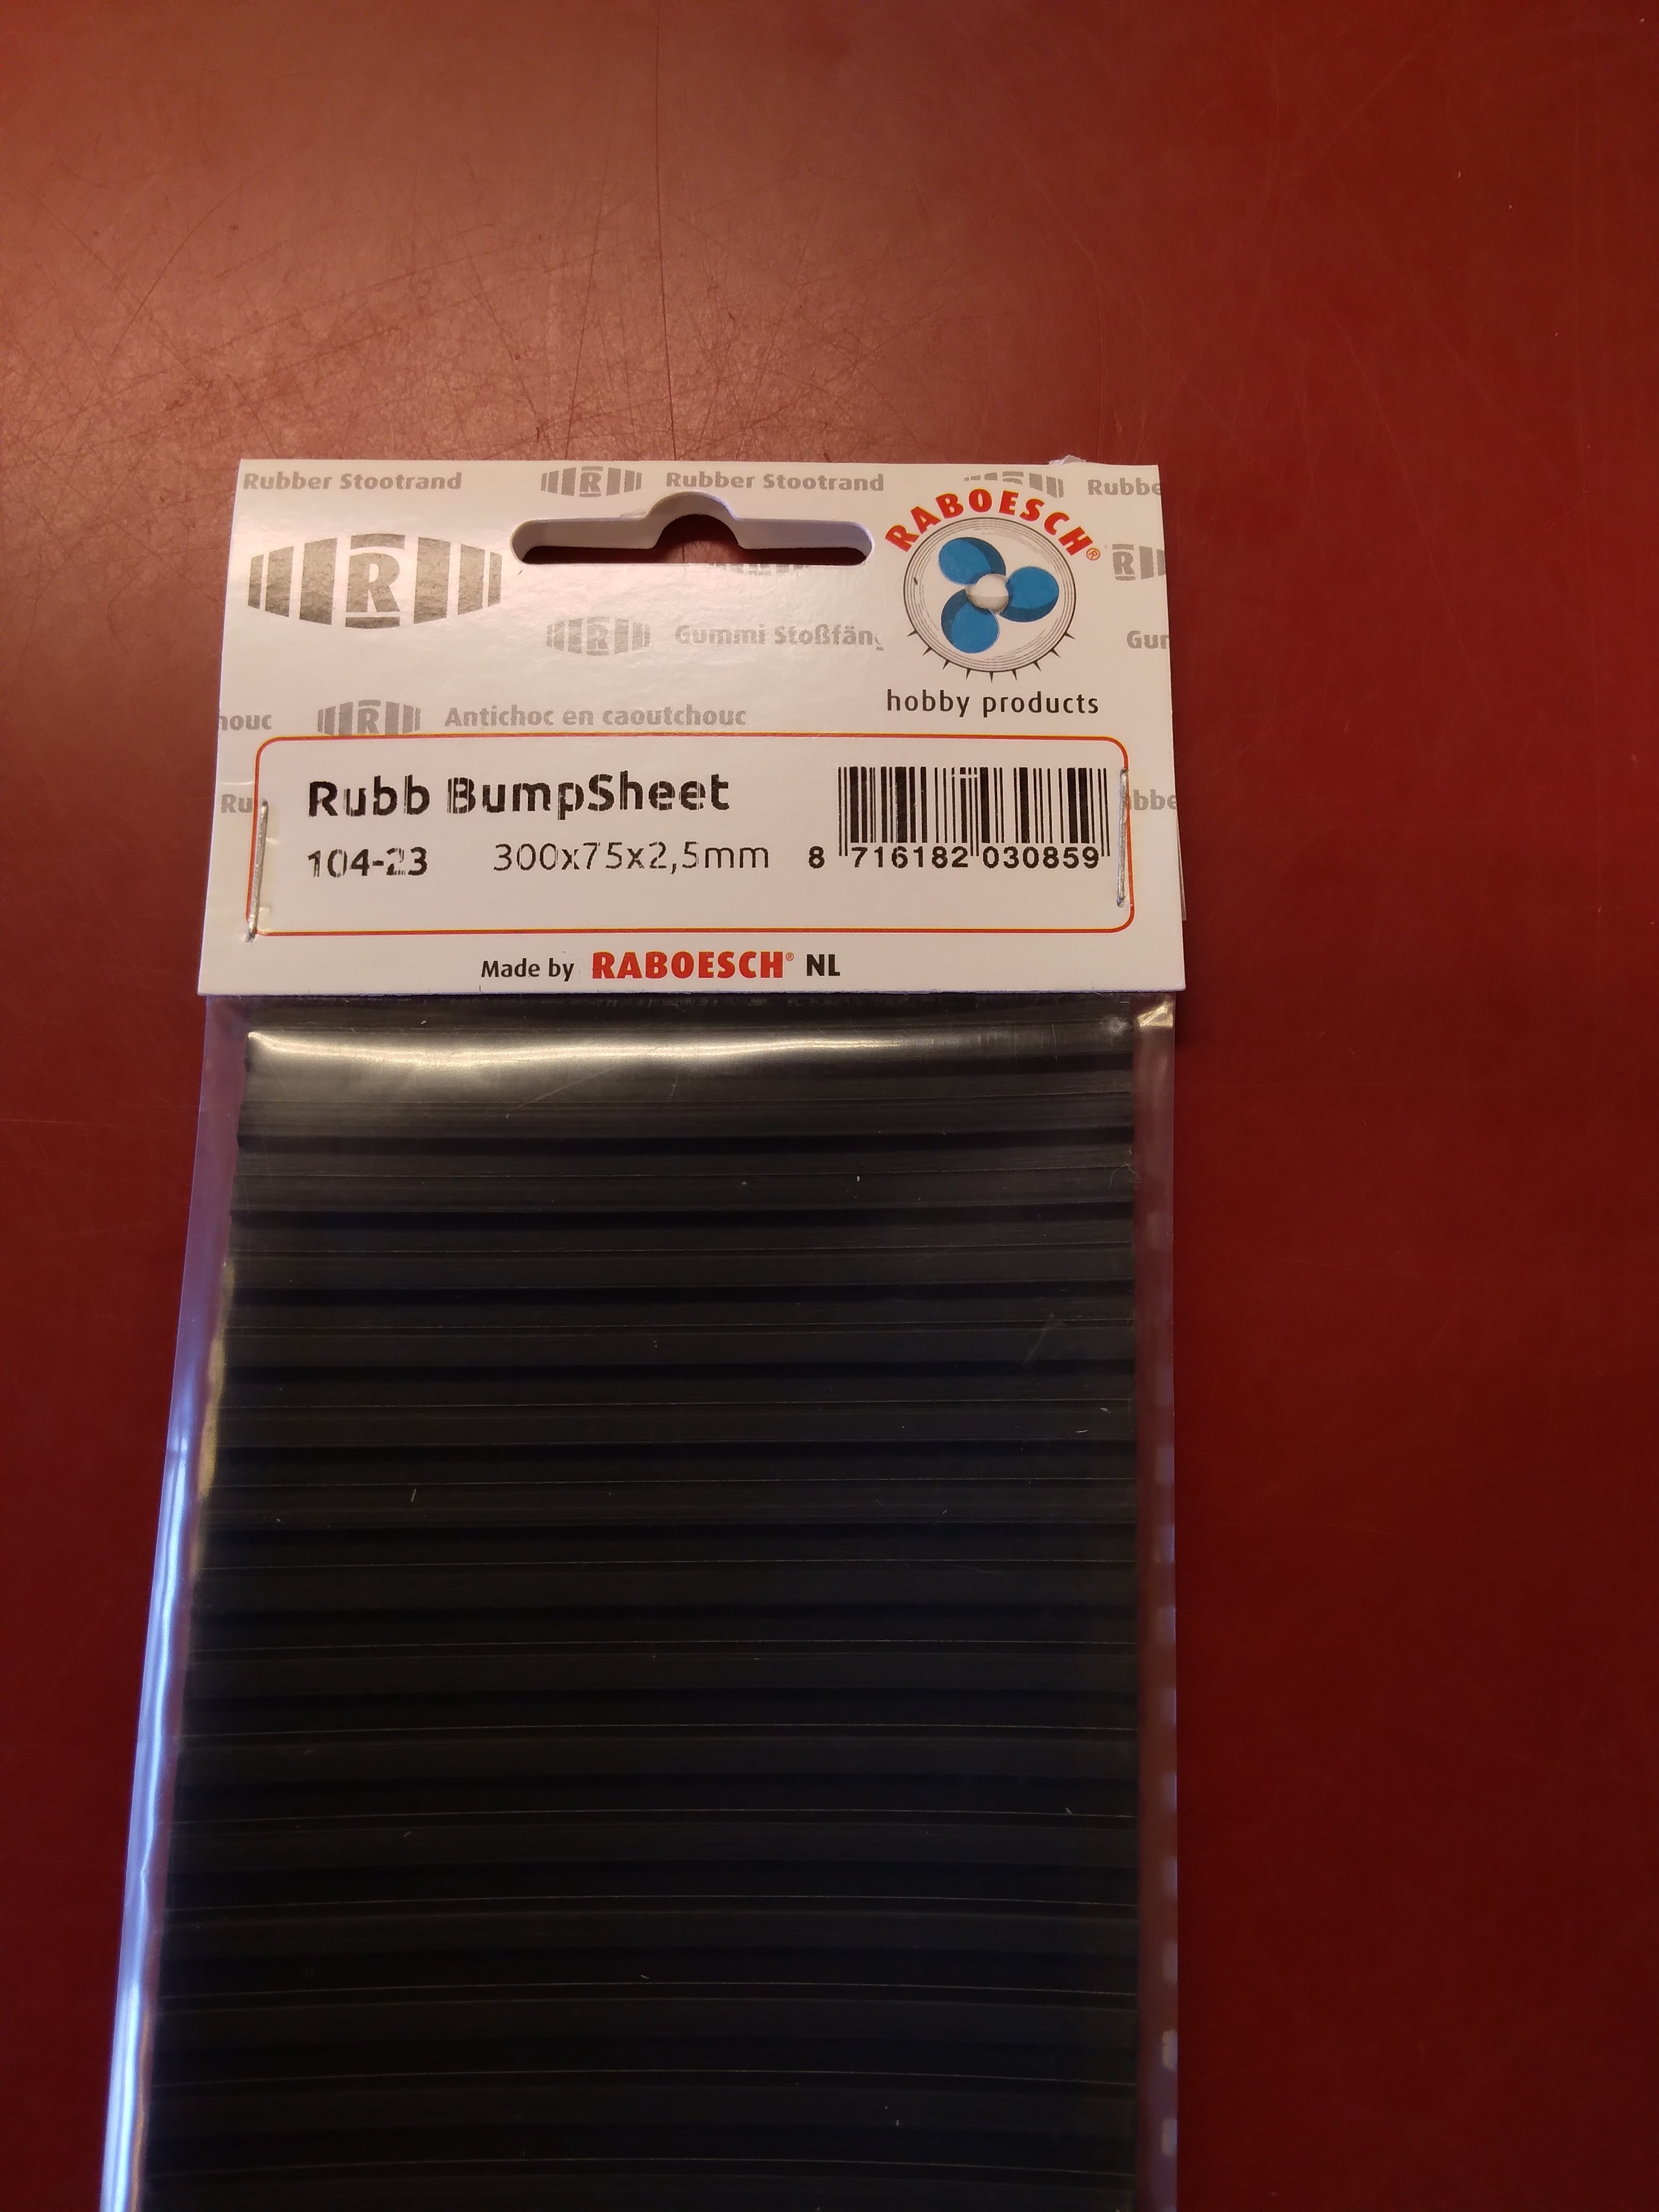 Rubber Stootrand R Rubber Stootrand
RABOESCH®
R
R
R Gummi Stoßfän
hobby products
R Antichoc en caoutchouc
Rubb BumpSheet
104-23 300x75x2,5mm
8 716182 030859
Made by RABOESCH® NL